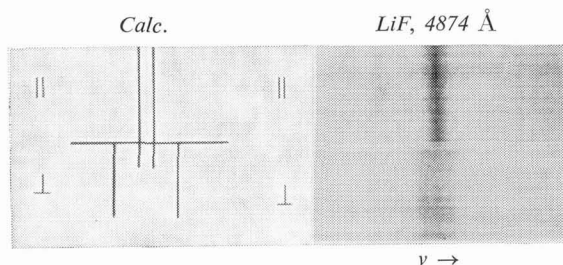 Calc.
LiF, 4874 Å
|| ||
⊥ ⊥
ν →